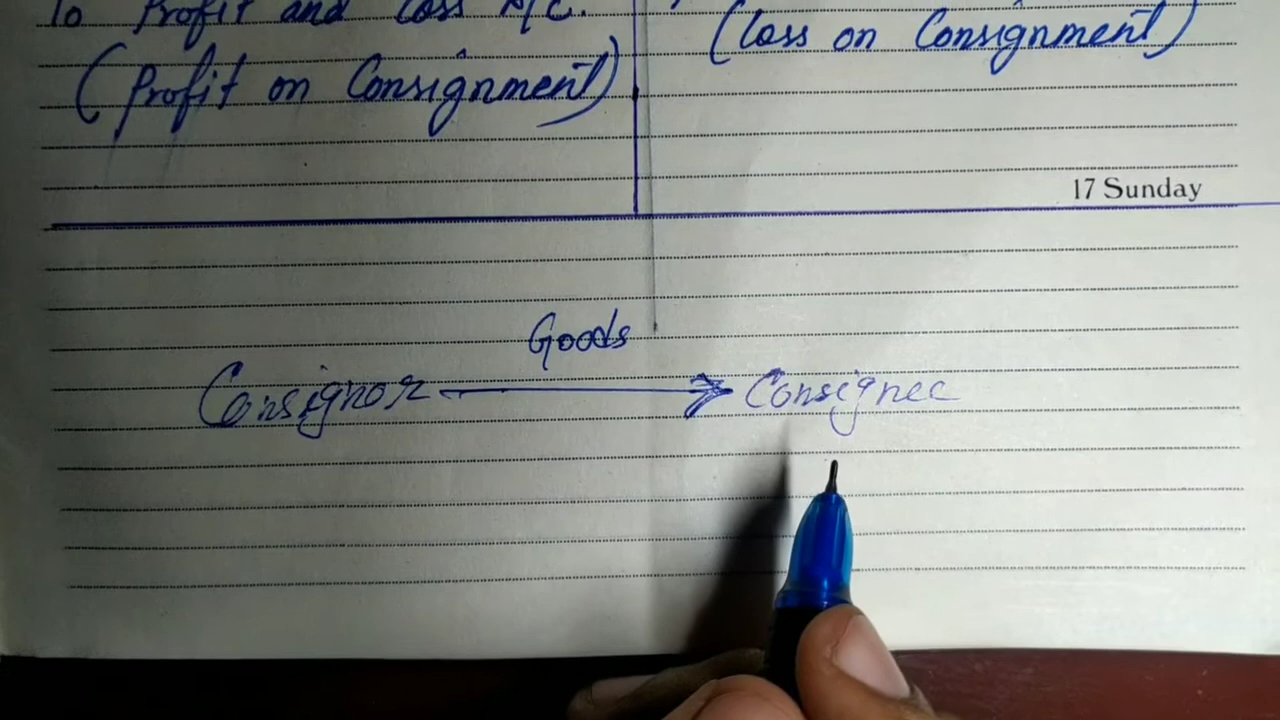 To Profit and Loss A/C.
(Profit on Consignment)
(Loss on Consignment)
17 Sunday
Goods
Consignor → Consignee